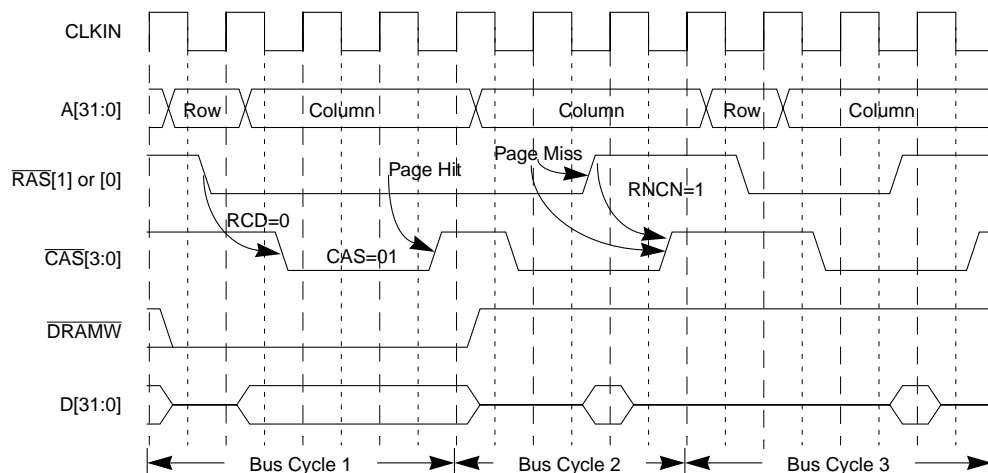 CLKIN
A[31:0]
Row
Column
Column
Row
Column
RAS[1] or [0]
Page Hit
Page Miss
RNCN=1
RCD=0
CAS[3:0]
CAS=01
DRAMW
D[31:0]
Bus Cycle 1
Bus Cycle 2
Bus Cycle 3